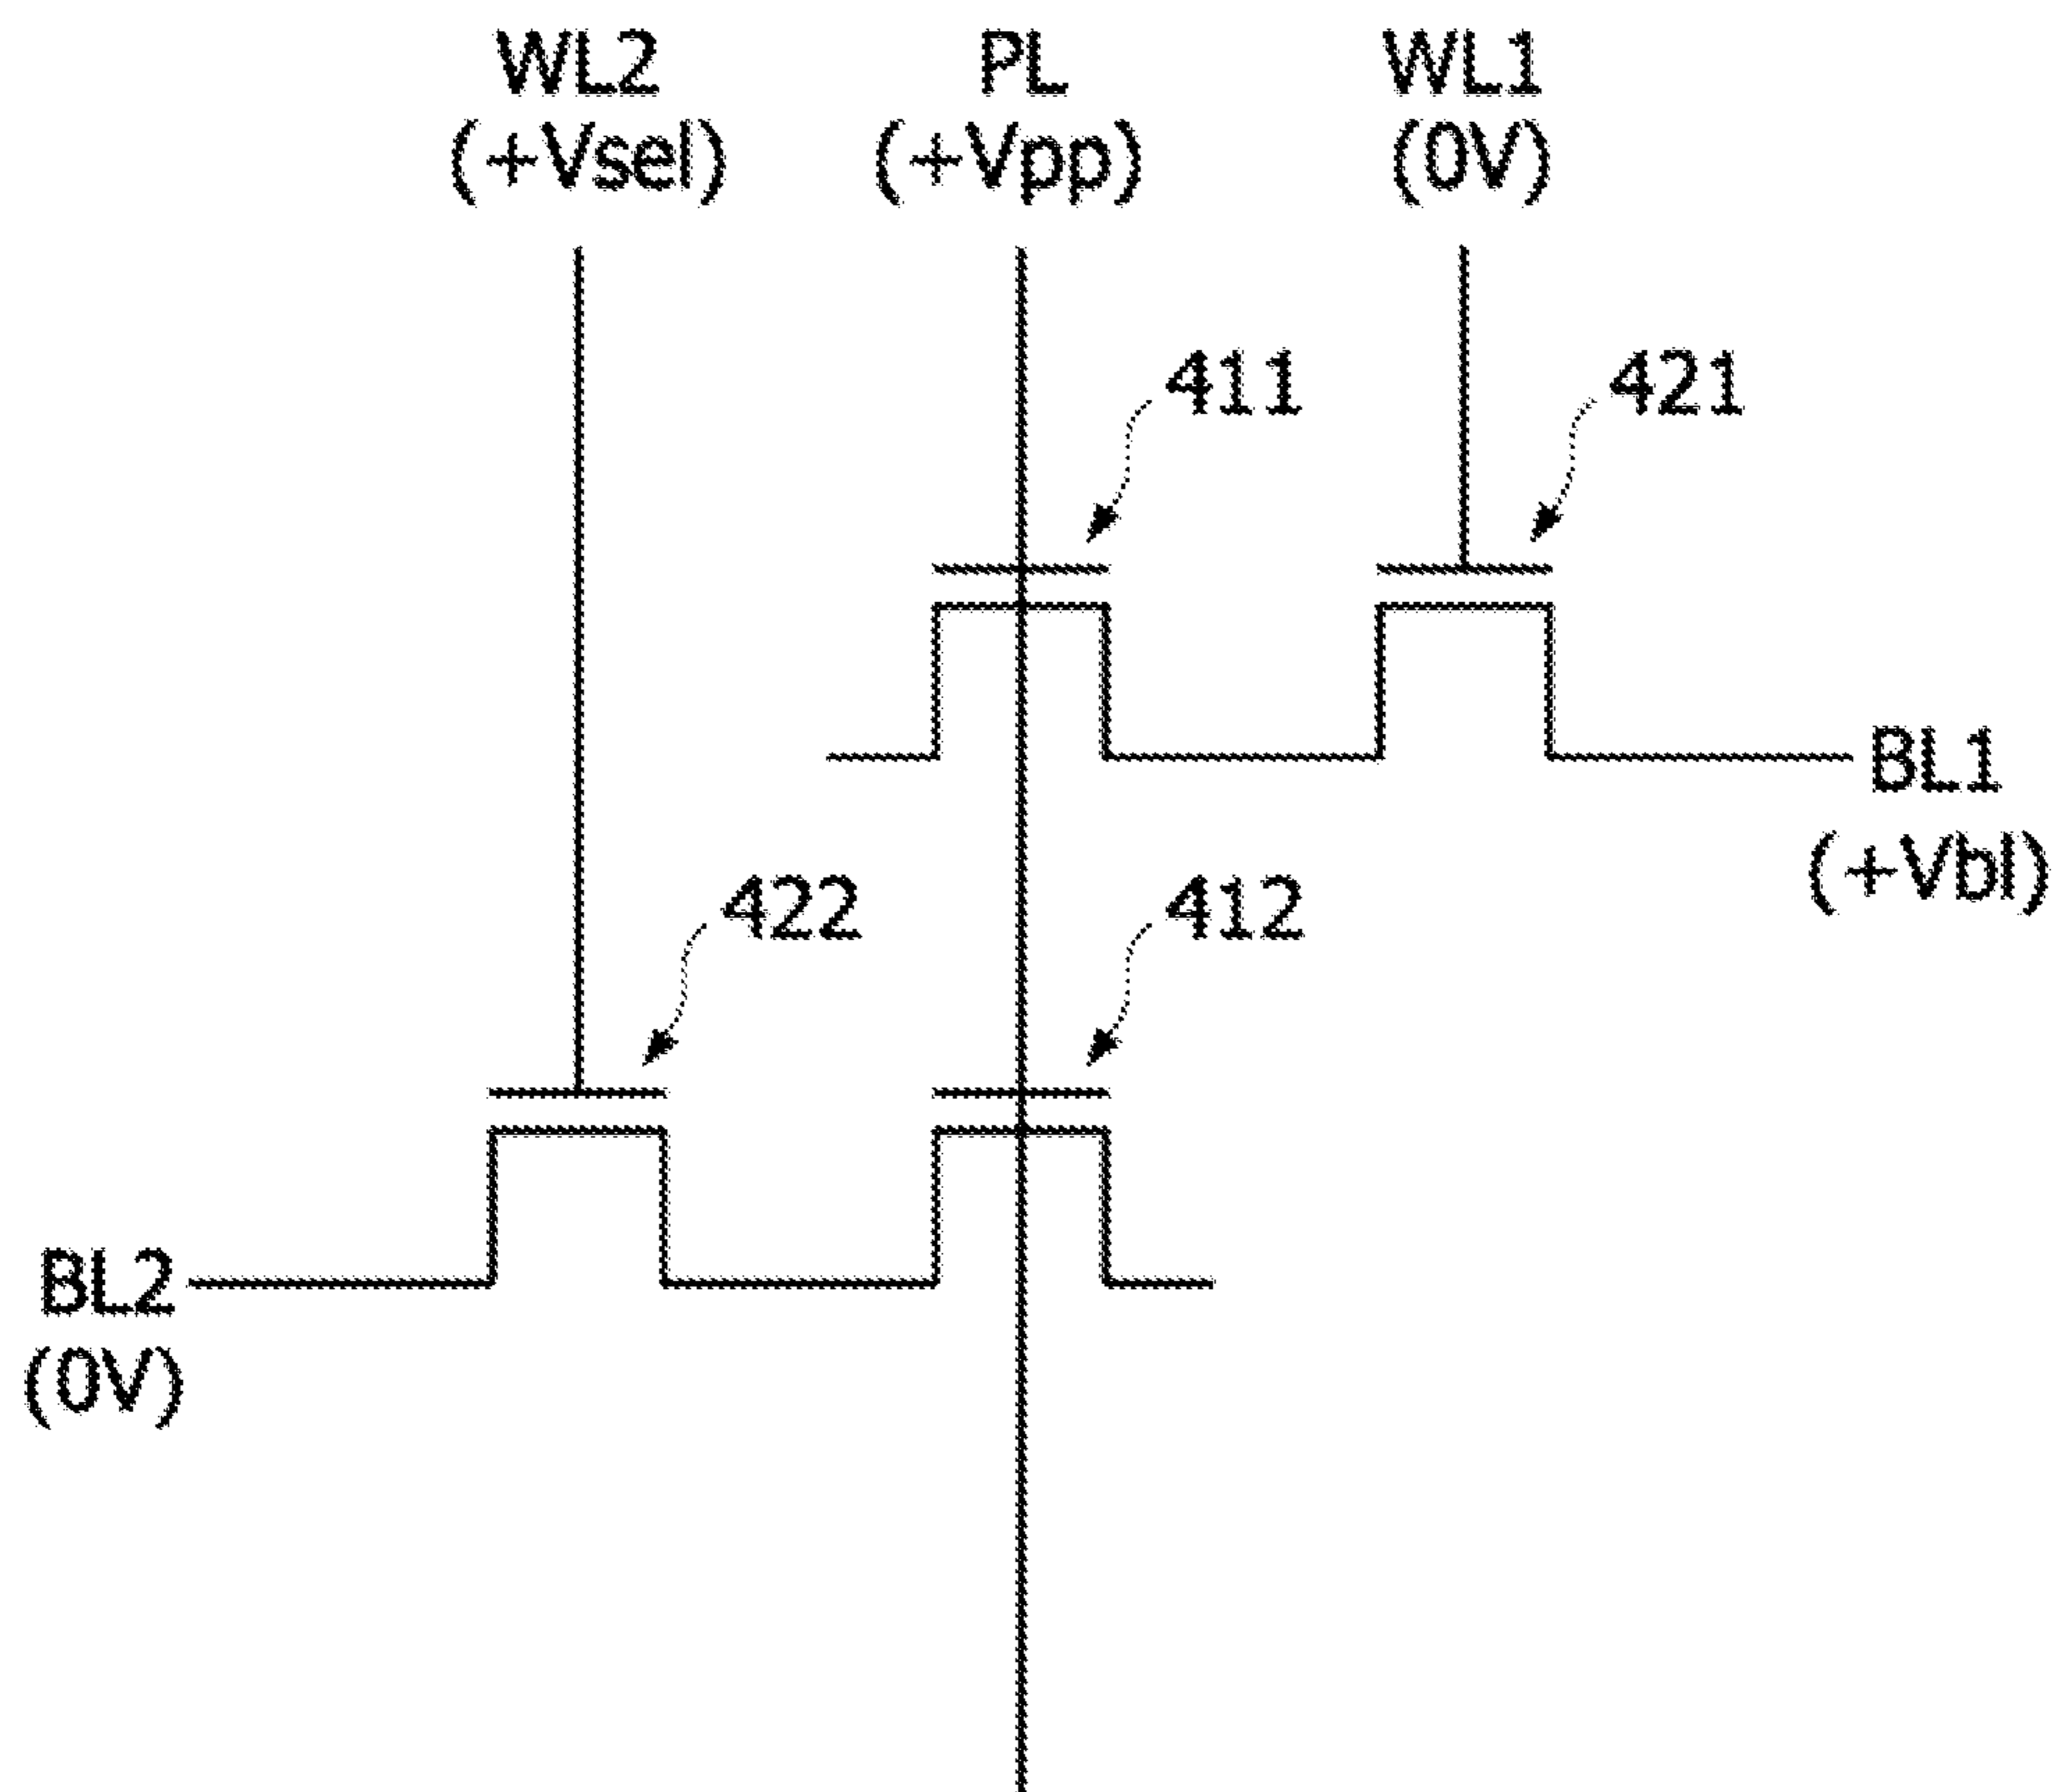 WL2
(+Vsel)
PL
(+Vpp)
WL1
(0V)
411
421
BL1
(+Vbl)
422
412
BL2
(0V)